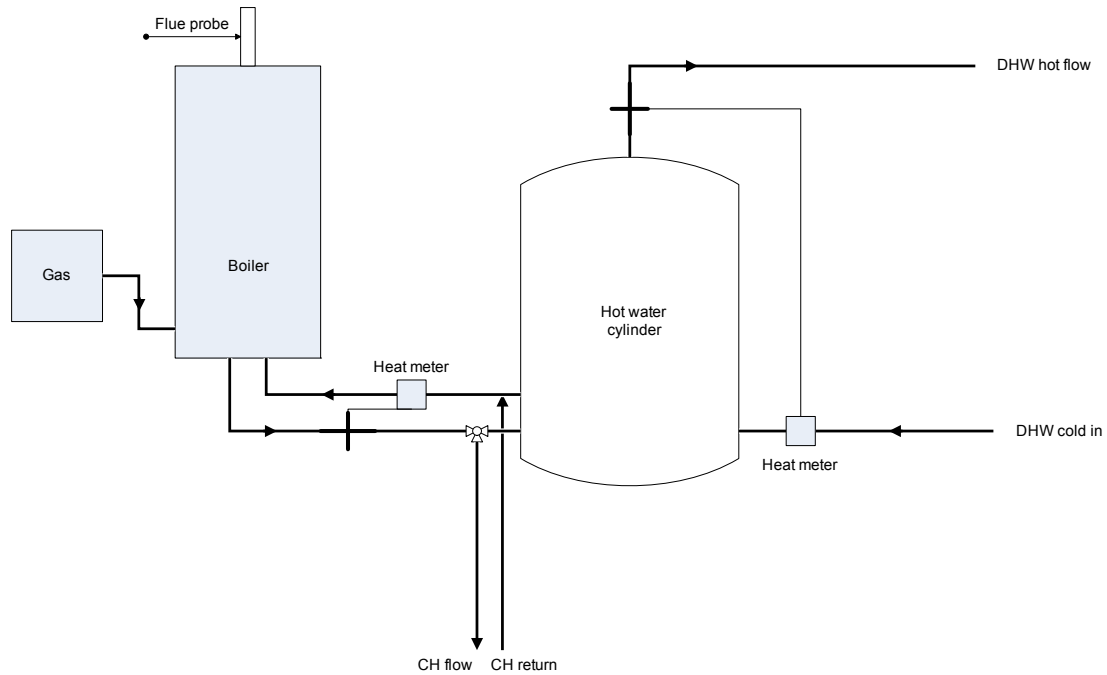 Flue probe
DHW hot flow
Boiler
Gas
Hot water
cylinder
Heat meter
DHW cold in
Heat meter
CH flow
CH return